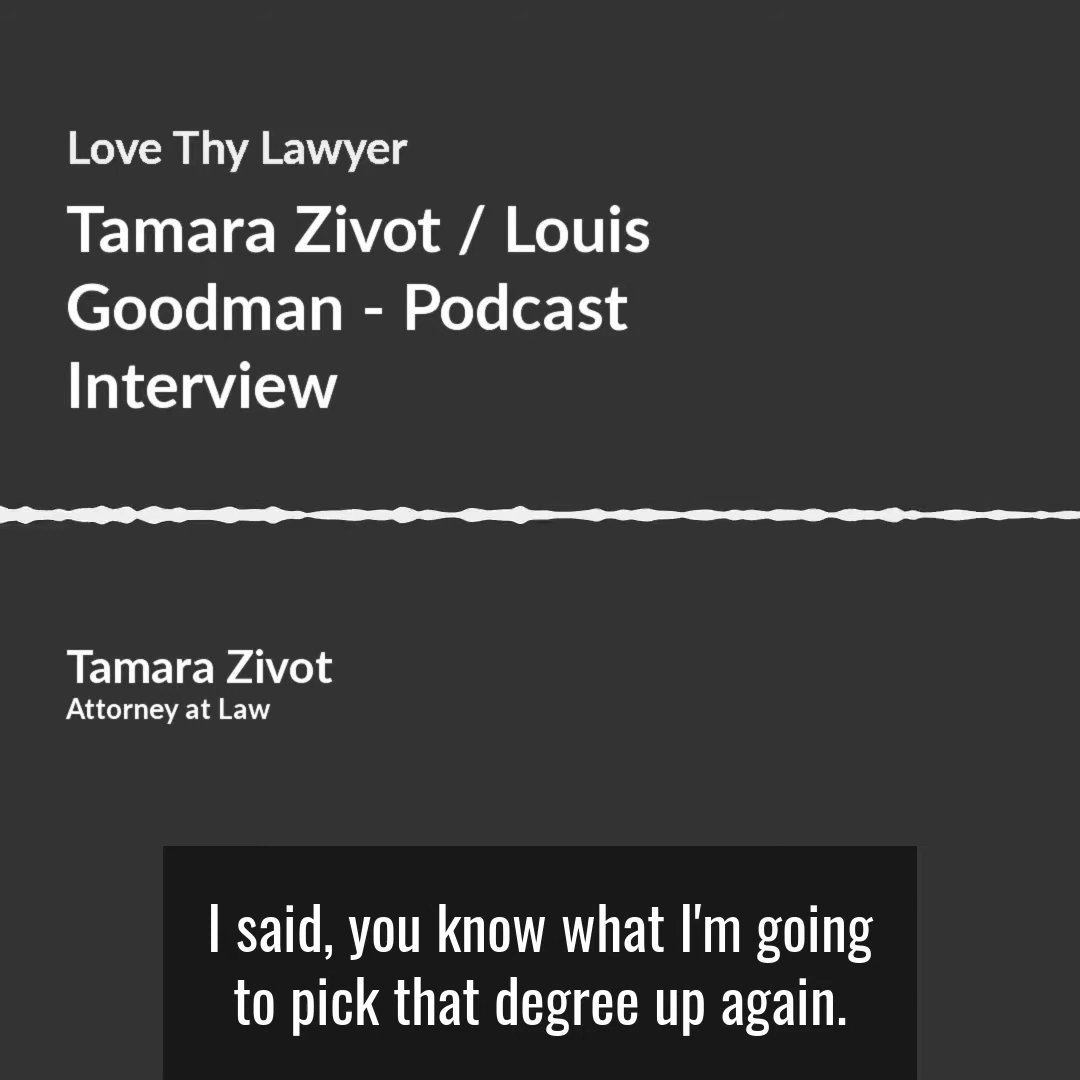 Love Thy Lawyer
Tamara Zivot / Louis
Goodman - Podcast
Interview
Tamara Zivot
Attorney at Law
I said, you know what I'm going
to pick that degree up again.